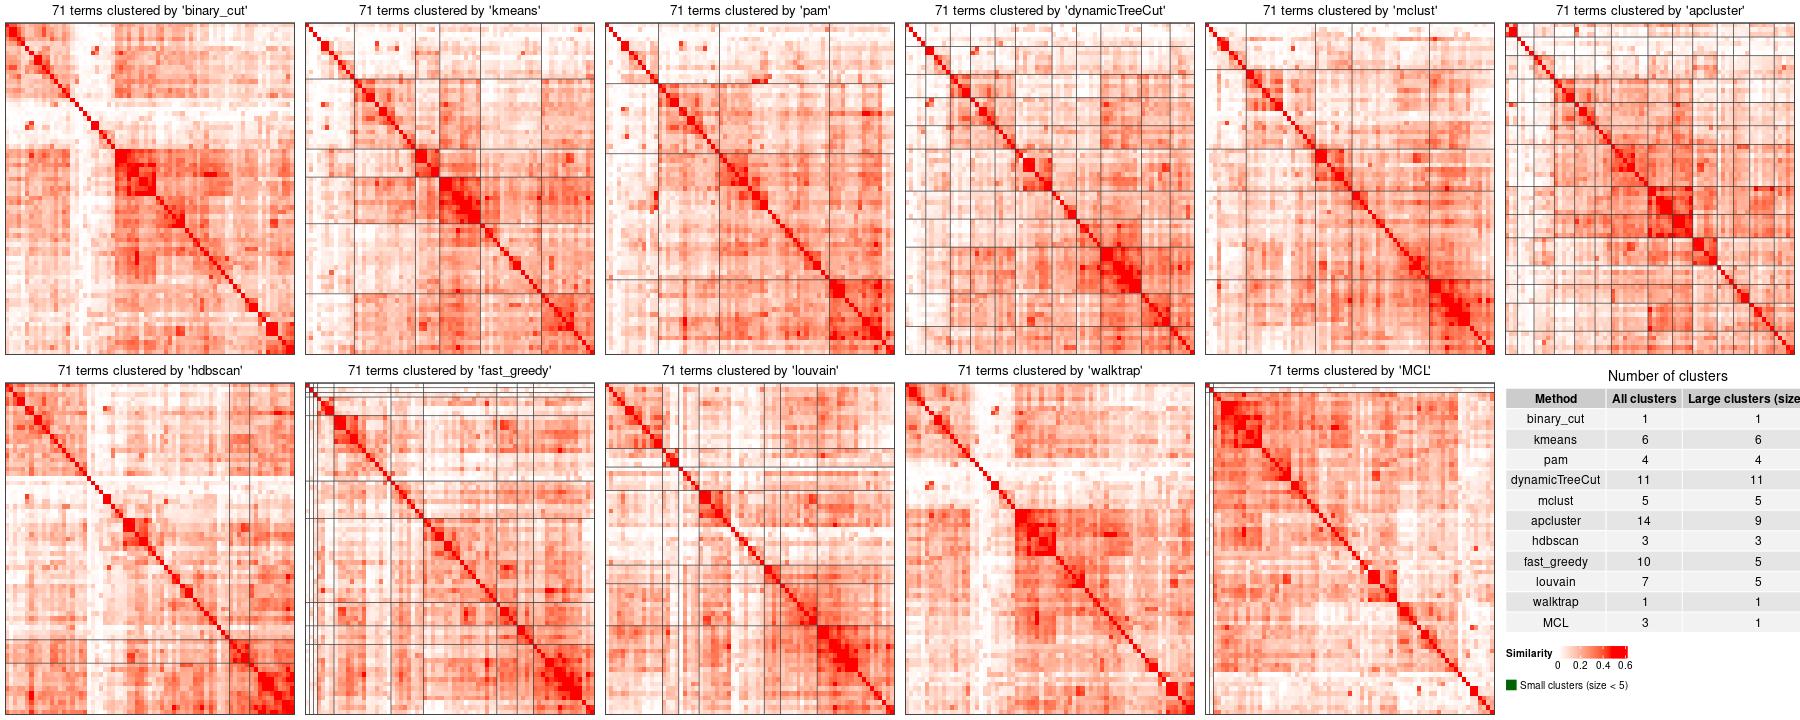 71 terms clustered by 'binary_cut'
71 terms clustered by 'kmeans'
71 terms clustered by 'pam'
71 terms clustered by 'dynamicTreeCut'
71 terms clustered by 'mclust'
71 terms clustered by 'apcluster'
71 terms clustered by 'hdbscan'
71 terms clustered by 'fast_greedy'
71 terms clustered by 'louvain'
71 terms clustered by 'walktrap'
71 terms clustered by 'MCL'
Number of clusters
Method All clusters Large clusters (size
binary_cut 1 1
kmeans 6 6
pam 4 4
dynamicTreeCut 11 11
mclust 5 5
apcluster 14 9
hdbscan 3 3
fast_greedy 10 5
louvain 7 5
walktrap 1 1
MCL 3 1
Similarity
0 0.2 0.4 0.6
Small clusters (size < 5)